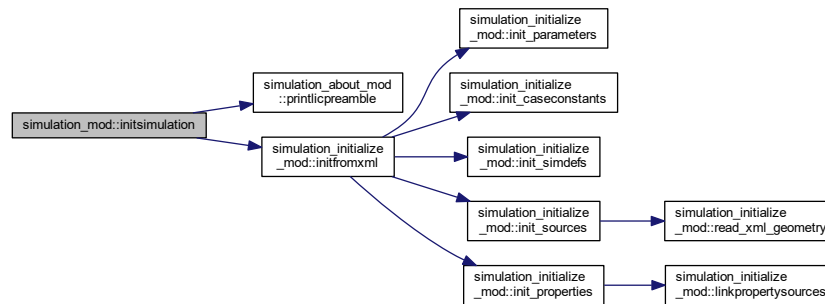 simulation_initialize
_mod::init_parameters
simulation_about_mod
::printlicpreamble
simulation_initialize
_mod::init_caseconstants
simulation_mod::initsimulation
simulation_initialize
_mod::initfromxml
simulation_initialize
_mod::init_simdefs
simulation_initialize
_mod::init_sources
simulation_initialize
_mod::read_xml_geometry
simulation_initialize
_mod::init_properties
simulation_initialize
_mod::linkpropertysources